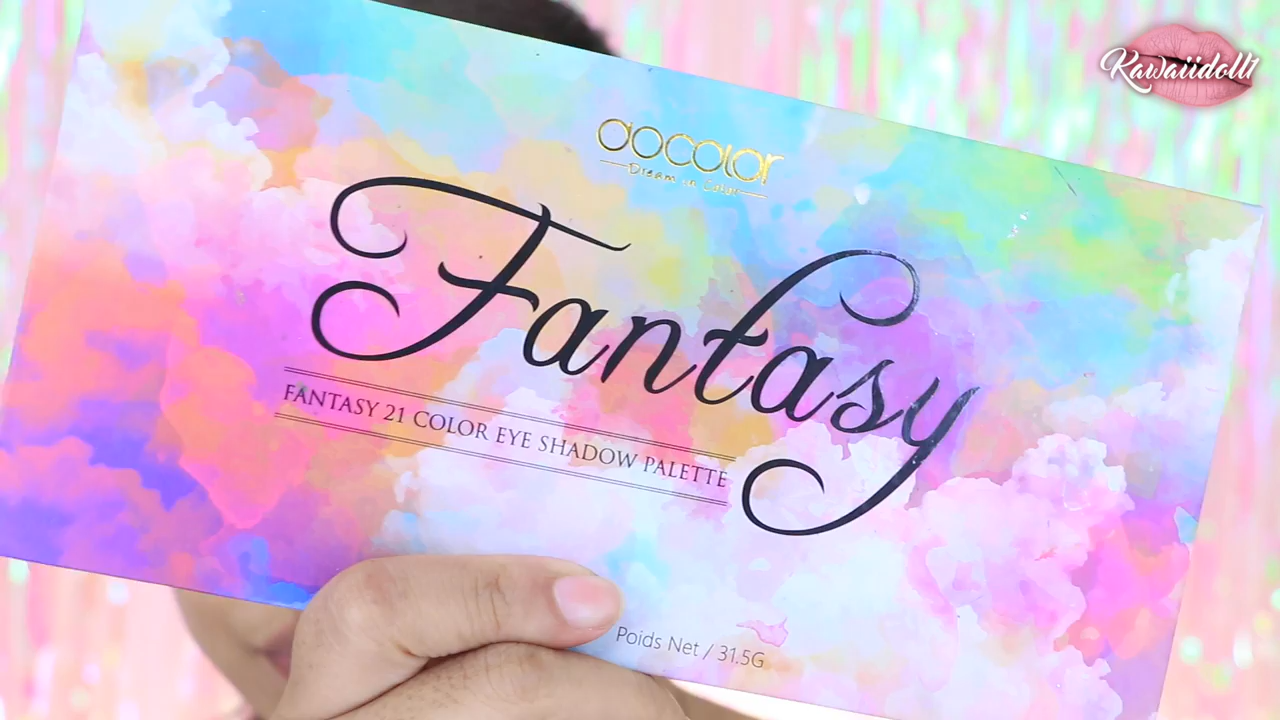 Kawaiidoll1
DOCOLOR
Dream in Color
Fantasy
FANTASY 21 COLOR EYE SHADOW PALETTE
Poids Net / 31.5G